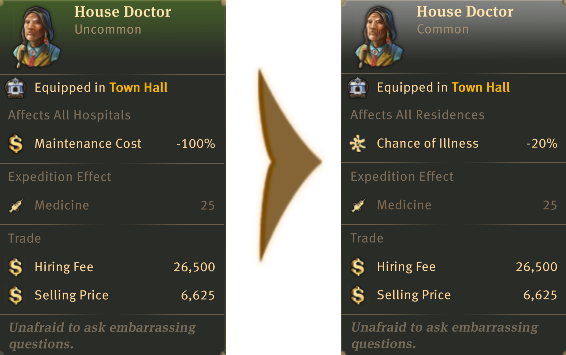 House Doctor
Uncommon
Equipped in Town Hall
Affects All Hospitals
Maintenance Cost -100%
Expedition Effect
Medicine 25
Trade
Hiring Fee 26,500
Selling Price 6,625
Unafraid to ask embarrassing
questions.
House Doctor
Common
Equipped in Town Hall
Affects All Residences
Chance of Illness -20%
Expedition Effect
Medicine 25
Trade
Hiring Fee 26,500
Selling Price 6,625
Unafraid to ask embarrassing
questions.